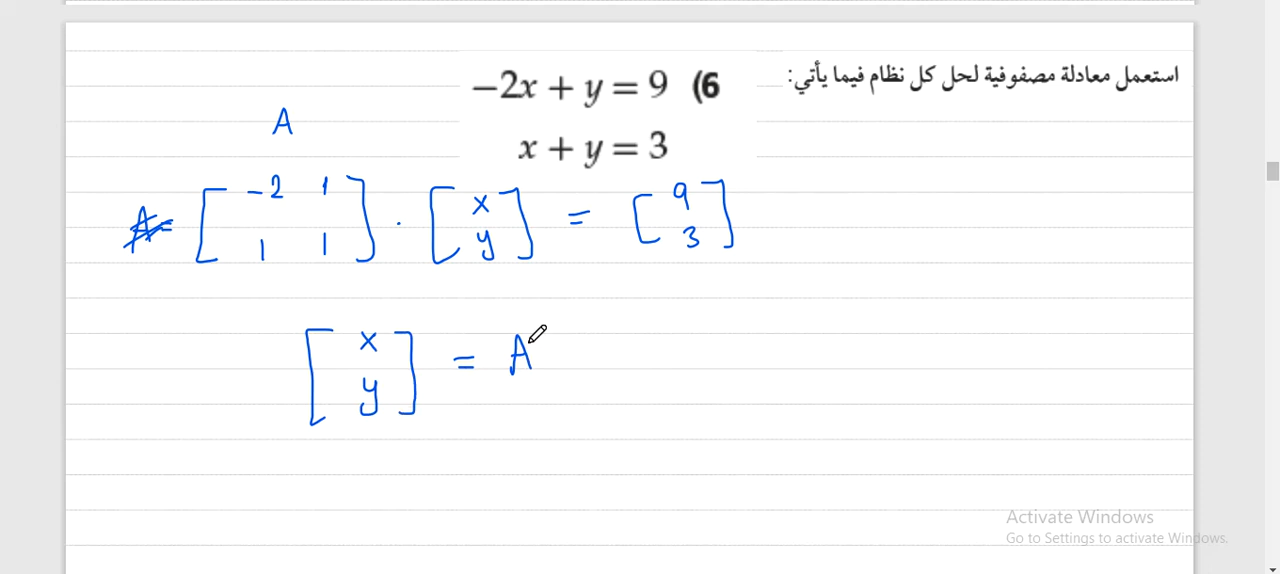 استعمل معادلة مصفوفية لحل كل نظام فيما يأتي:
−2x + y = 9 (6
x + y = 3
A
A= [ -2 1 ] . [ x ] = [ 9 ]
[ 1 1 ] [ y ] [ 3 ]
[ x ] = A
[ y ]
Activate Windows
Go to Settings to activate Windows.